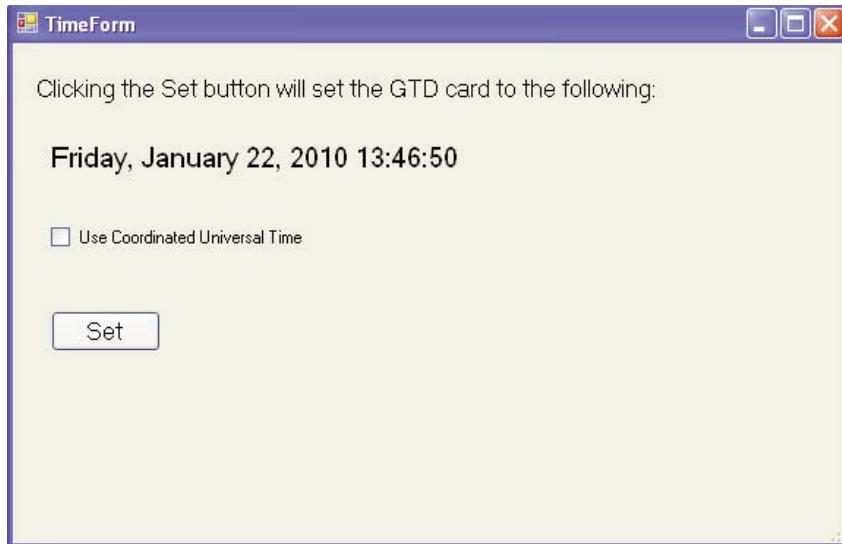 TimeForm
Clicking the Set button will set the GTD card to the following:
Friday, January 22, 2010 13:46:50
Use Coordinated Universal Time
Set